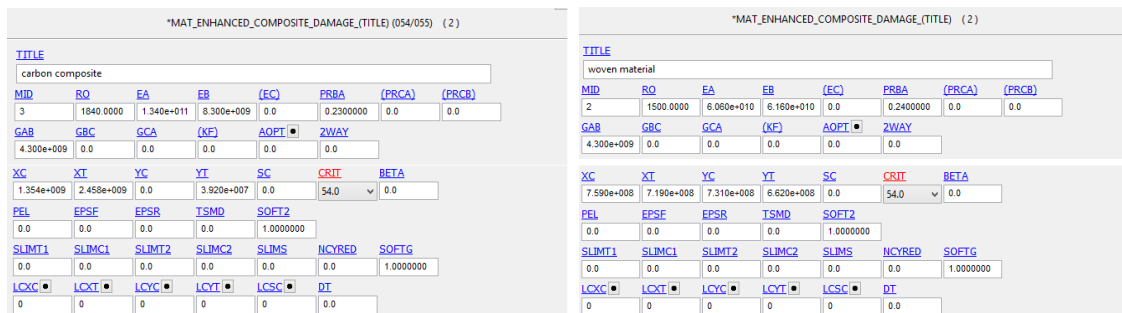 *MAT_ENHANCED_COMPOSITE_DAMAGE_(TITLE) (054/055) (2)
TITLE
carbon composite
MID RO EA EB (EC) PRBA (PRCA) (PRCB)
3 1840.0000 1.340e+011 8.300e+009 0.0 0.2300000 0.0 0.0
GAB GBC GCA (KF) AOPT 2WAY
4.300e+009 0.0 0.0 0.0 0.0 0.0
XC XT YC YT SC CRIT BETA
1.354e+009 2.458e+009 0.0 3.920e+007 0.0 54.0 0.0
PEL EPSF EPSR TSMD SOFT2
0.0 0.0 0.0 0.0 1.0000000
SLIMT1 SLIMC1 SLIMT2 SLIMC2 SLIMS NCYRED SOFTG
0.0 0.0 0.0 0.0 0.0 0.0 1.0000000
LCXC LCXT LCYC LCYT LCSC DT
0 0 0 0 0 0.0
*MAT_ENHANCED_COMPOSITE_DAMAGE_(TITLE) (2)
TITLE
woven material
MID RO EA EB (EC) PRBA (PRCA) (PRCB)
2 1500.0000 6.060e+010 6.160e+010 0.0 0.2400000 0.0 0.0
GAB GBC GCA (KF) AOPT 2WAY
4.300e+009 0.0 0.0 0.0 0.0 0.0
XC XT YC YT SC CRIT BETA
7.590e+008 7.190e+008 7.310e+008 6.620e+008 0.0 54.0 0.0
PEL EPSF EPSR TSMD SOFT2
0.0 0.0 0.0 0.0 1.0000000
SLIMT1 SLIMC1 SLIMT2 SLIMC2 SLIMS NCYRED SOFTG
0.0 0.0 0.0 0.0 0.0 0.0 1.0000000
LCXC LCXT LCYC LCYT LCSC DT
0 0 0 0 0 0.0